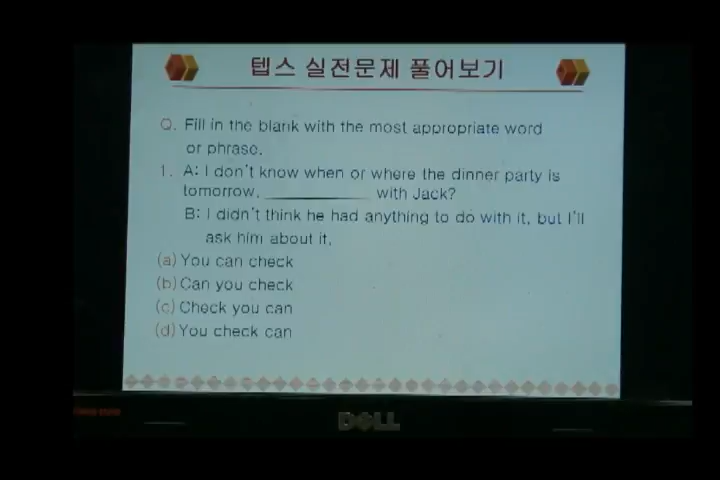 텝스 실전문제 풀어보기
Q. Fill in the blank with the most appropriate word
or phrase.
1. A: I don't know when or where the dinner party is
tomorrow. __________ with Jack?
B: I didn't think he had anything to do with it, but I'll
ask him about it.
(a) You can check
(b) Can you check
(c) Check you can
(d) You check can
DELL